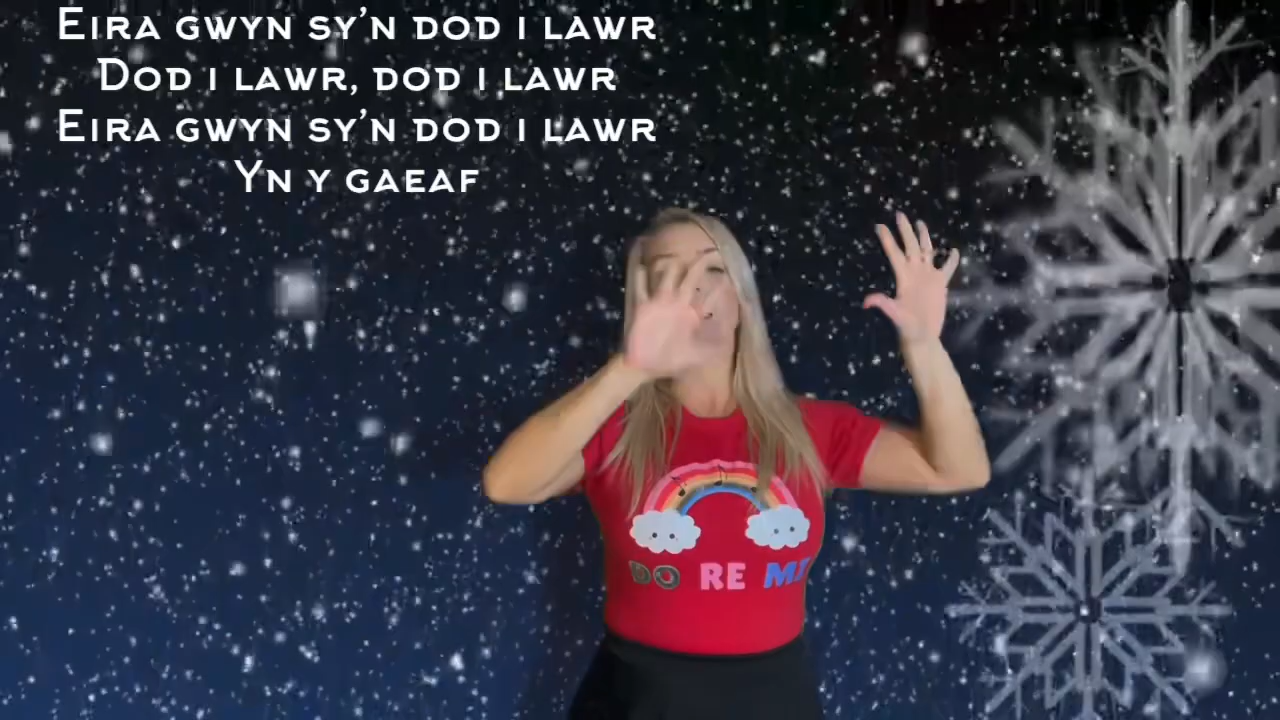 Eira gwyn sy'n dod i lawr
Dod i lawr, dod i lawr
Eira gwyn sy'n dod i lawr
Yn y gaeaf
DO RE MI